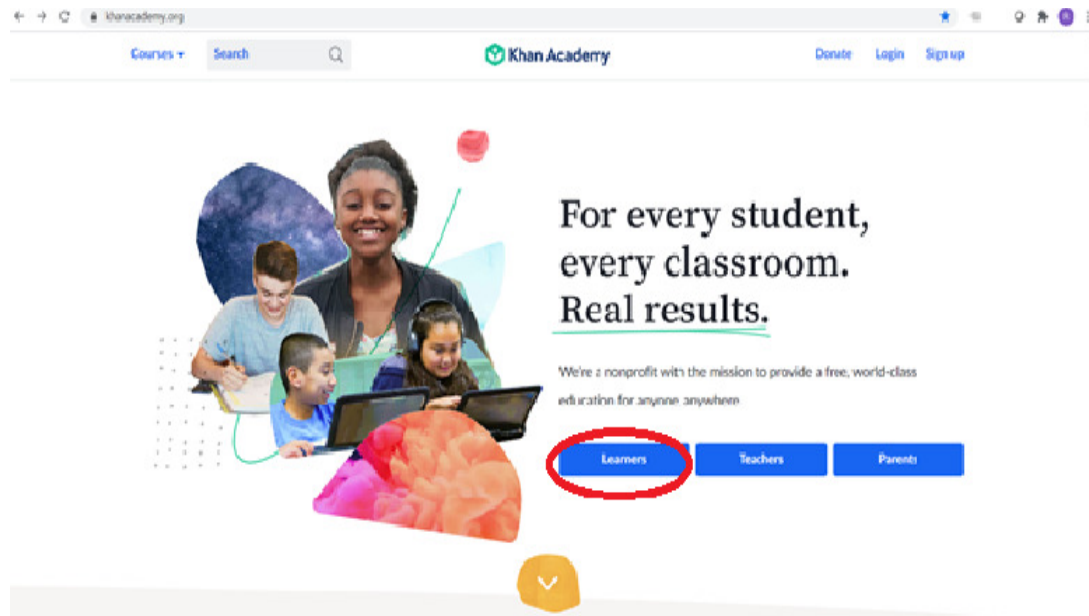 khanacademy.org
Courses Search Khan Academy Donate Login Sign up
For every student,
every classroom.
Real results.
We're a nonprofit with the mission to provide a free, world-class
education for anyone anywhere
Learners Teachers Parents